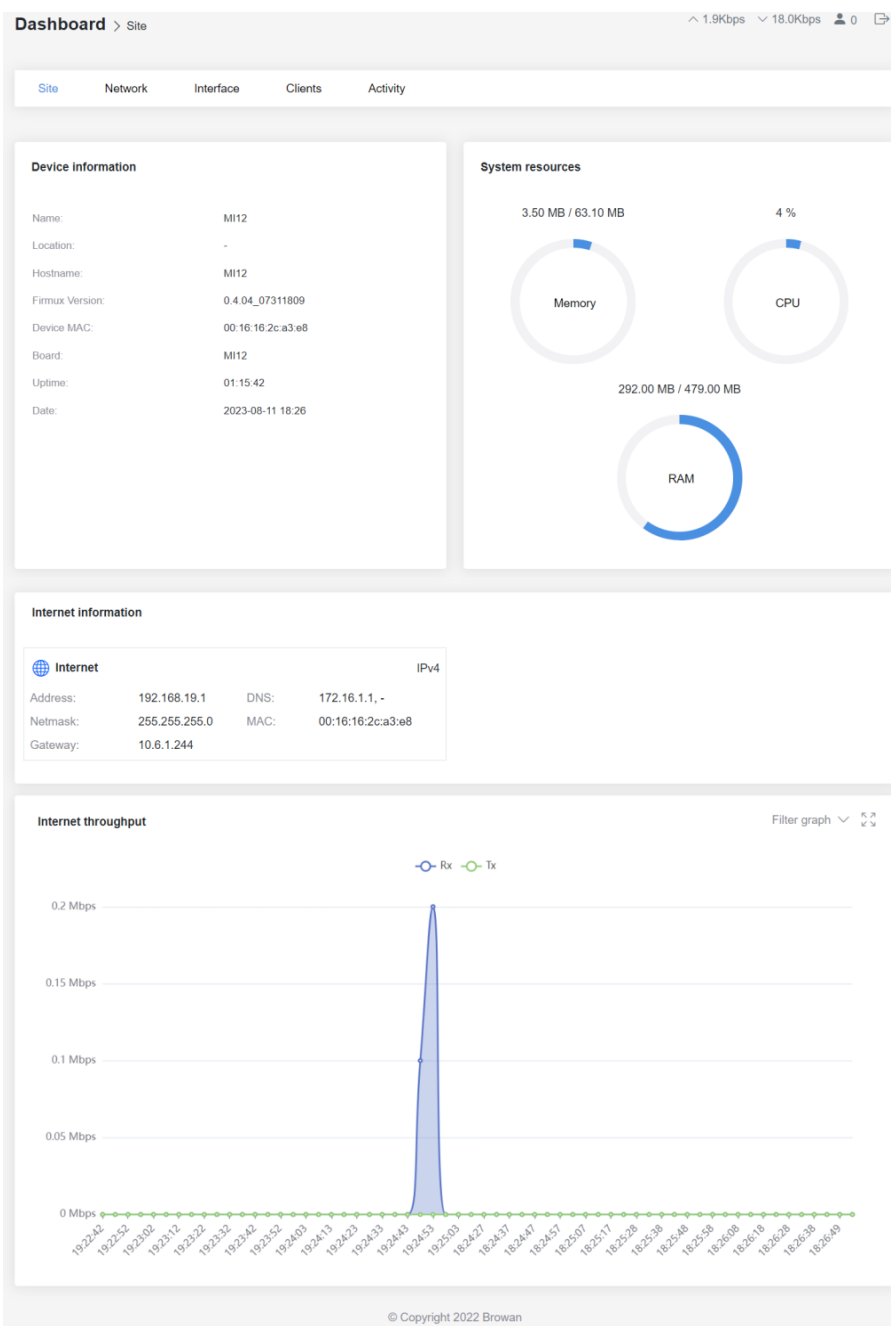 Dashboard > Site
1.9Kbps 18.0Kbps 0
Site Network Interface Clients Activity
Device information
Name: MI12
Location: -
Hostname: MI12
Firmux Version: 0.4.04_07311809
Device MAC: 00:16:16:2c:a3:e8
Board: MI12
Uptime: 01:15:42
Date: 2023-08-11 18:26
System resources
3.50 MB / 63.10 MB
Memory
4 %
CPU
292.00 MB / 479.00 MB
RAM
Internet information
Internet IPv4
Address: 192.168.19.1 DNS: 172.16.1.1, -
Netmask: 255.255.255.0 MAC: 00:16:16:2c:a3:e8
Gateway: 10.6.1.244
Internet throughput
Filter graph
Rx Tx
0.2 Mbps
0.15 Mbps
0.1 Mbps
0.05 Mbps
0 Mbps
19:22:42 19:22:52 19:23:02 19:23:12 19:23:22 19:23:32 19:23:42 19:23:52 19:24:03 19:24:13 19:24:23 19:24:33 19:24:43 19:24:53 19:25:03 18:24:27 18:24:37 18:24:47 18:24:57 18:25:07 18:25:17 18:25:28 18:25:38 18:25:48 18:25:58 18:26:08 18:26:18 18:26:28 18:26:38 18:26:49
© Copyright 2022 Browan